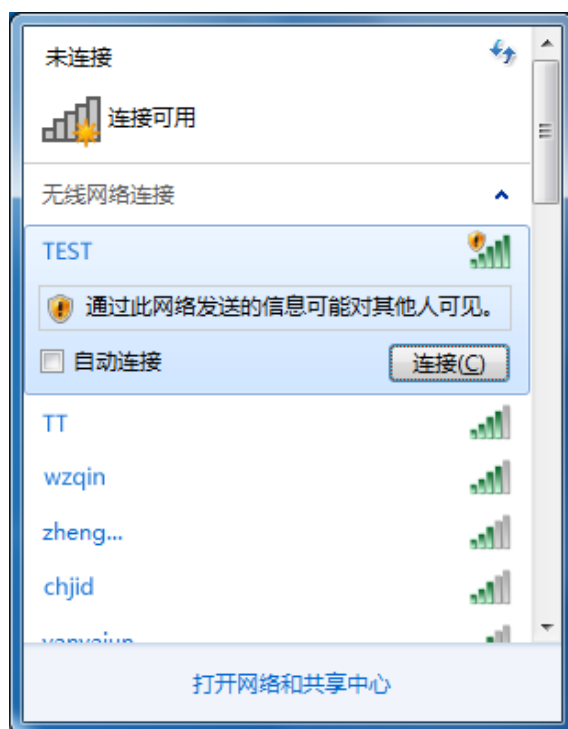 未连接
连接可用
无线网络连接
TEST
通过此网络发送的信息可能对其他人可见。
自动连接 连接(C)
TT
wzqin
zheng...
chjid
打开网络和共享中心